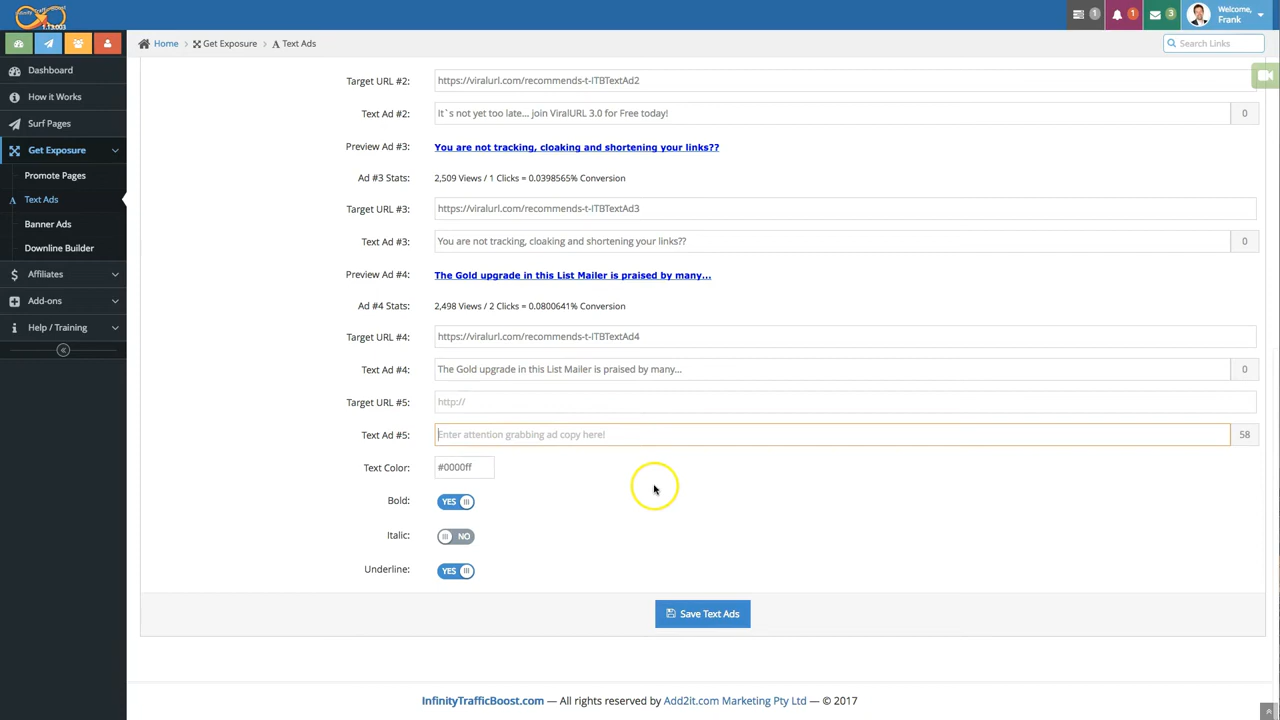 Infinity Traffic Boost
1.13.003
1
1
3
Welcome,
Frank
Home > Get Exposure > Text Ads
Search Links
Dashboard
How it Works
Surf Pages
Get Exposure
Promote Pages
Text Ads
Banner Ads
Downline Builder
Affiliates
Add-ons
Help / Training
Target URL #2: https://viralurl.com/recommends-t-ITBTextAd2
Text Ad #2: It`s not yet too late... join ViralURL 3.0 for Free today! 0
Preview Ad #3: You are not tracking, cloaking and shortening your links??
Ad #3 Stats: 2,509 Views / 1 Clicks = 0.0398565% Conversion
Target URL #3: https://viralurl.com/recommends-t-ITBTextAd3
Text Ad #3: You are not tracking, cloaking and shortening your links?? 0
Preview Ad #4: The Gold upgrade in this List Mailer is praised by many...
Ad #4 Stats: 2,498 Views / 2 Clicks = 0.0800641% Conversion
Target URL #4: https://viralurl.com/recommends-t-ITBTextAd4
Text Ad #4: The Gold upgrade in this List Mailer is praised by many... 0
Target URL #5: http://
Text Ad #5: Enter attention grabbing ad copy here! 58
Text Color: #0000ff
Bold: YES
Italic: NO
Underline: YES
Save Text Ads
InfinityTrafficBoost.com — All rights reserved by Add2it.com Marketing Pty Ltd — © 2017